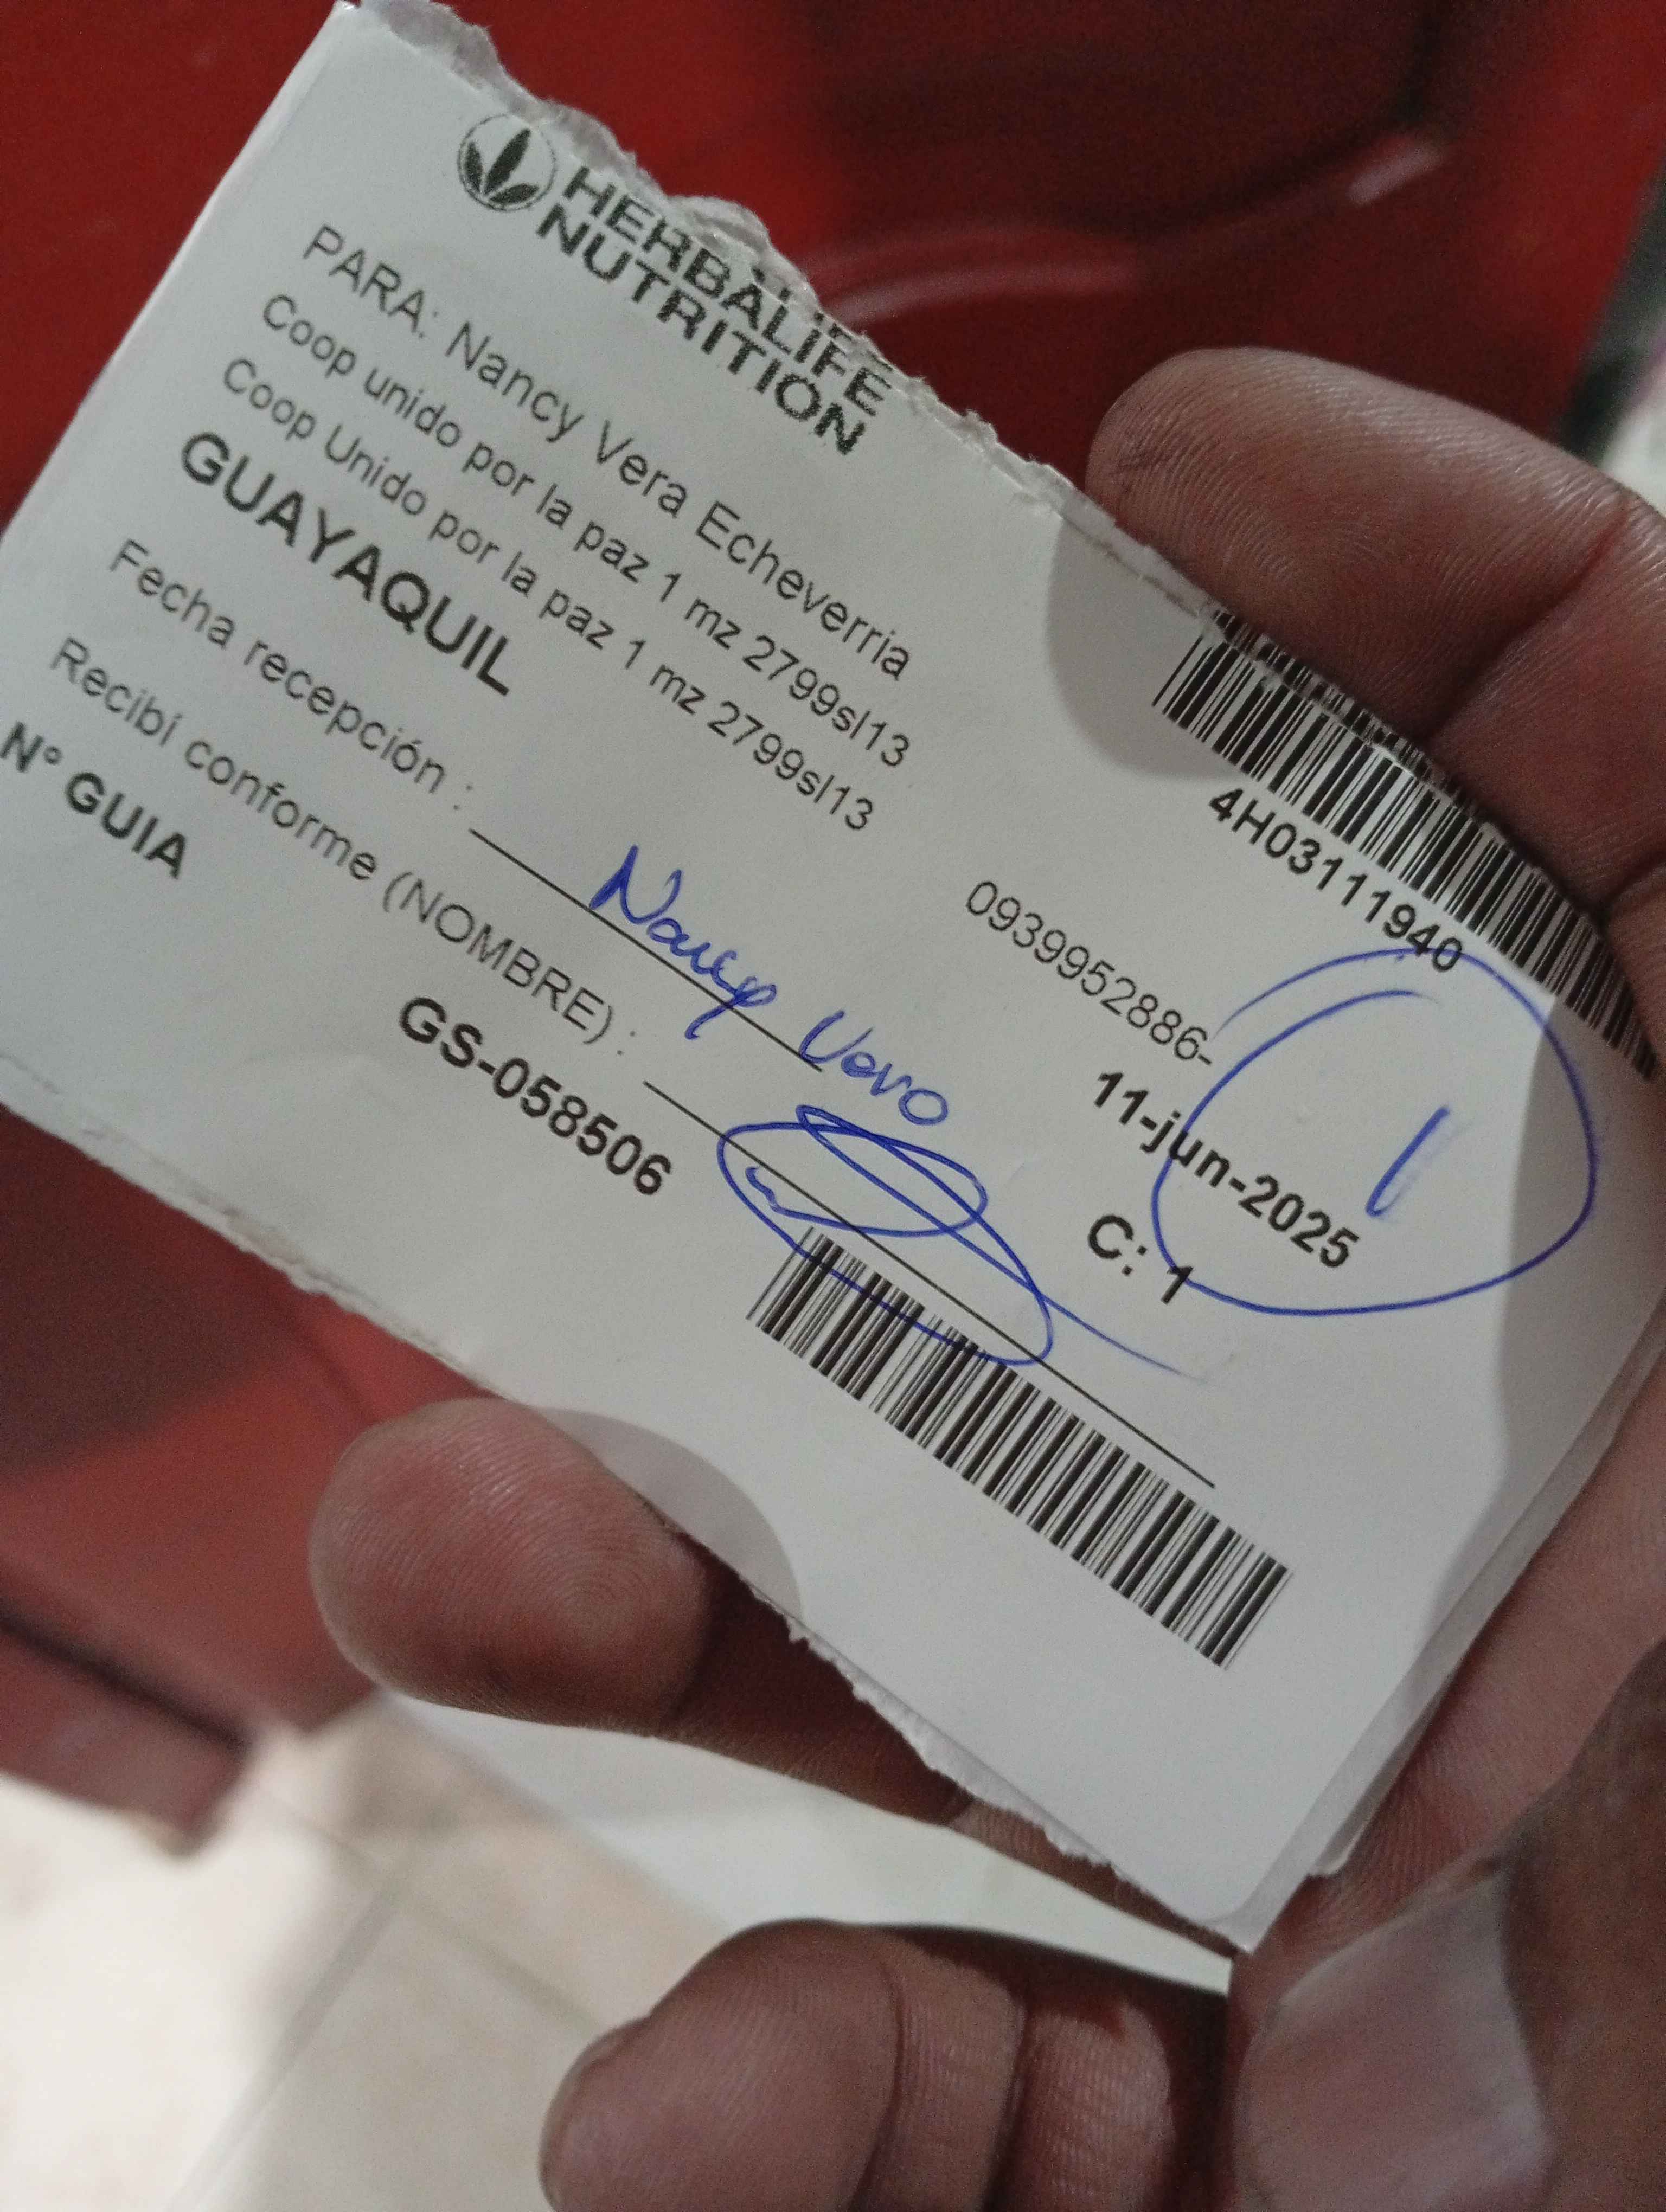 HERBALIFE
NUTRITION
4H03111940
PARA: Nancy Vera Echeverria
Coop unido por la paz 1 mz 2799sl13
Coop Unido por la paz 1 mz 2799sl13
GUAYAQUIL
0939952886-
11-jun-2025
1
Fecha recepción :
Nancy Vera
C: 1
Recibí conforme (NOMBRE) :
N° GUIA
GS-058506